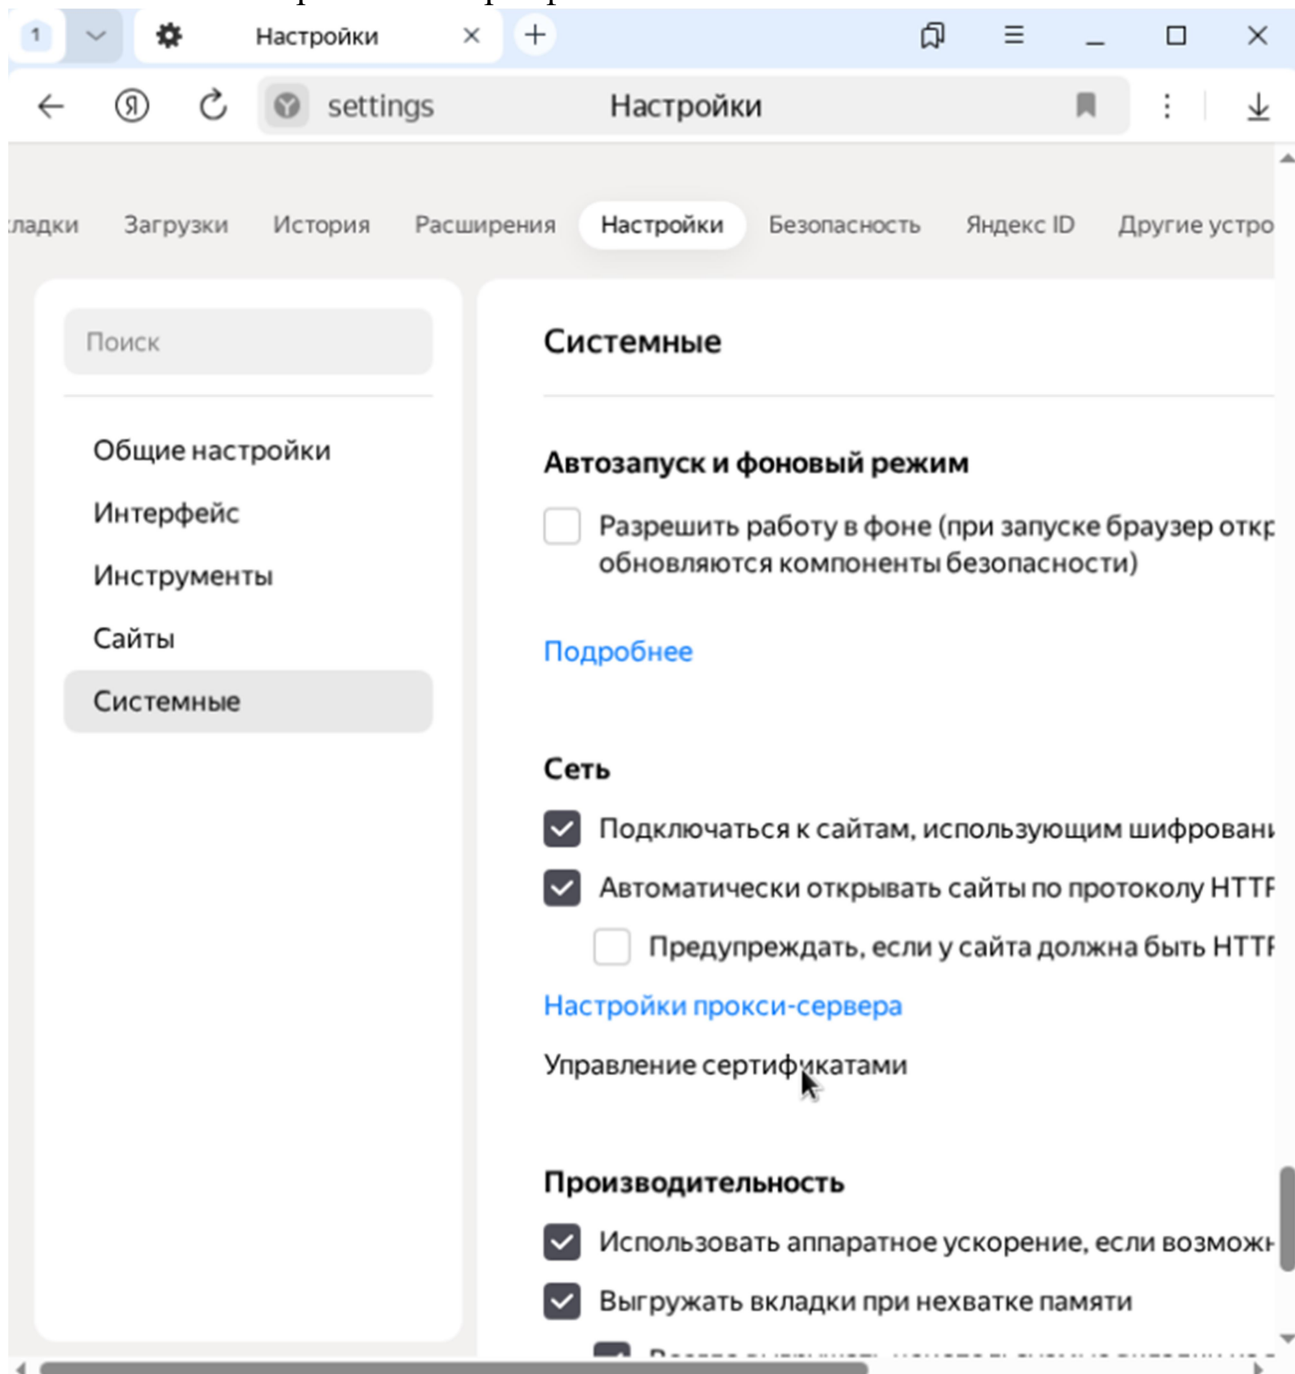 1
Настройки
settings
Настройки
кладки
Загрузки
История
Расширения
Настройки
Безопасность
Яндекс ID
Другие устро
Поиск
Общие настройки
Интерфейс
Инструменты
Сайты
Системные
Системные
Автозапуск и фоновый режим
Разрешить работу в фоне (при запуске браузер откр
обновляются компоненты безопасности)
Подробнее
Сеть
Подключаться к сайтам, использующим шифровани
Автоматически открывать сайты по протоколу HTTP
Предупреждать, если у сайта должна быть HTTP
Настройки прокси-сервера
Управление сертификатами
Производительность
Использовать аппаратное ускорение, если возможн
Выгружать вкладки при нехватке памяти